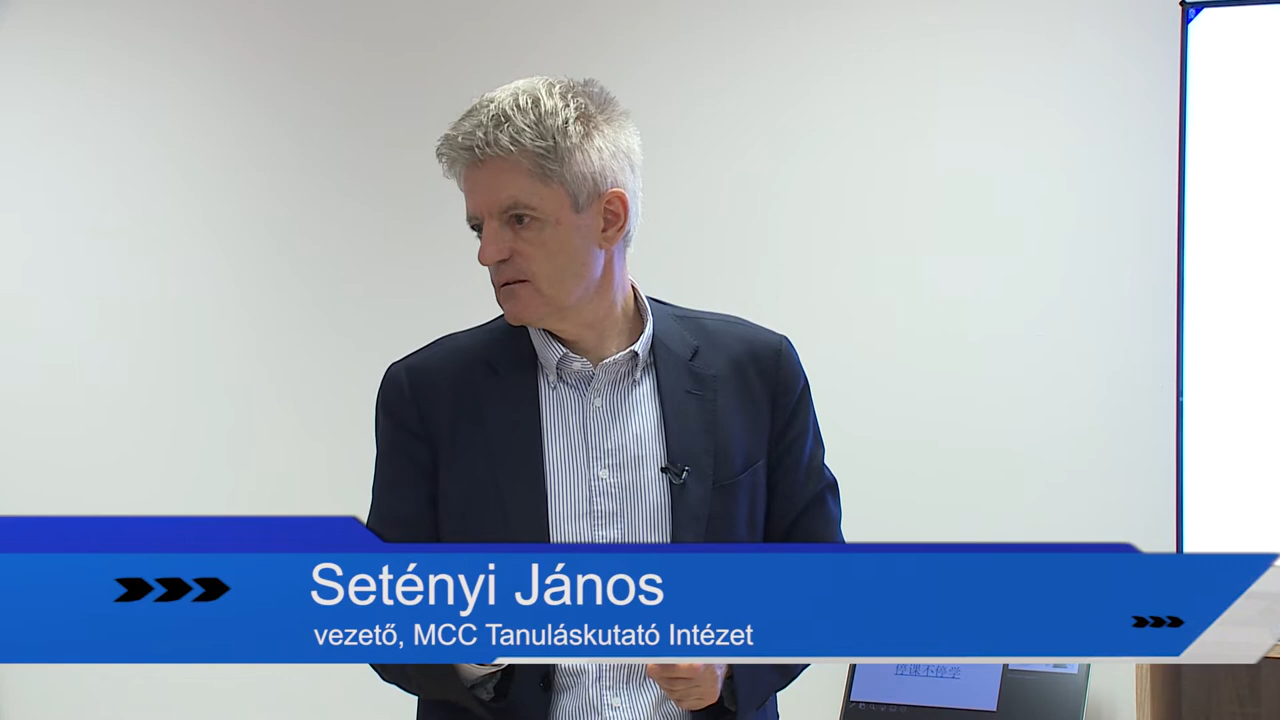 Setényi János
vezető, MCC Tanuláskutató Intézet
停课不停学